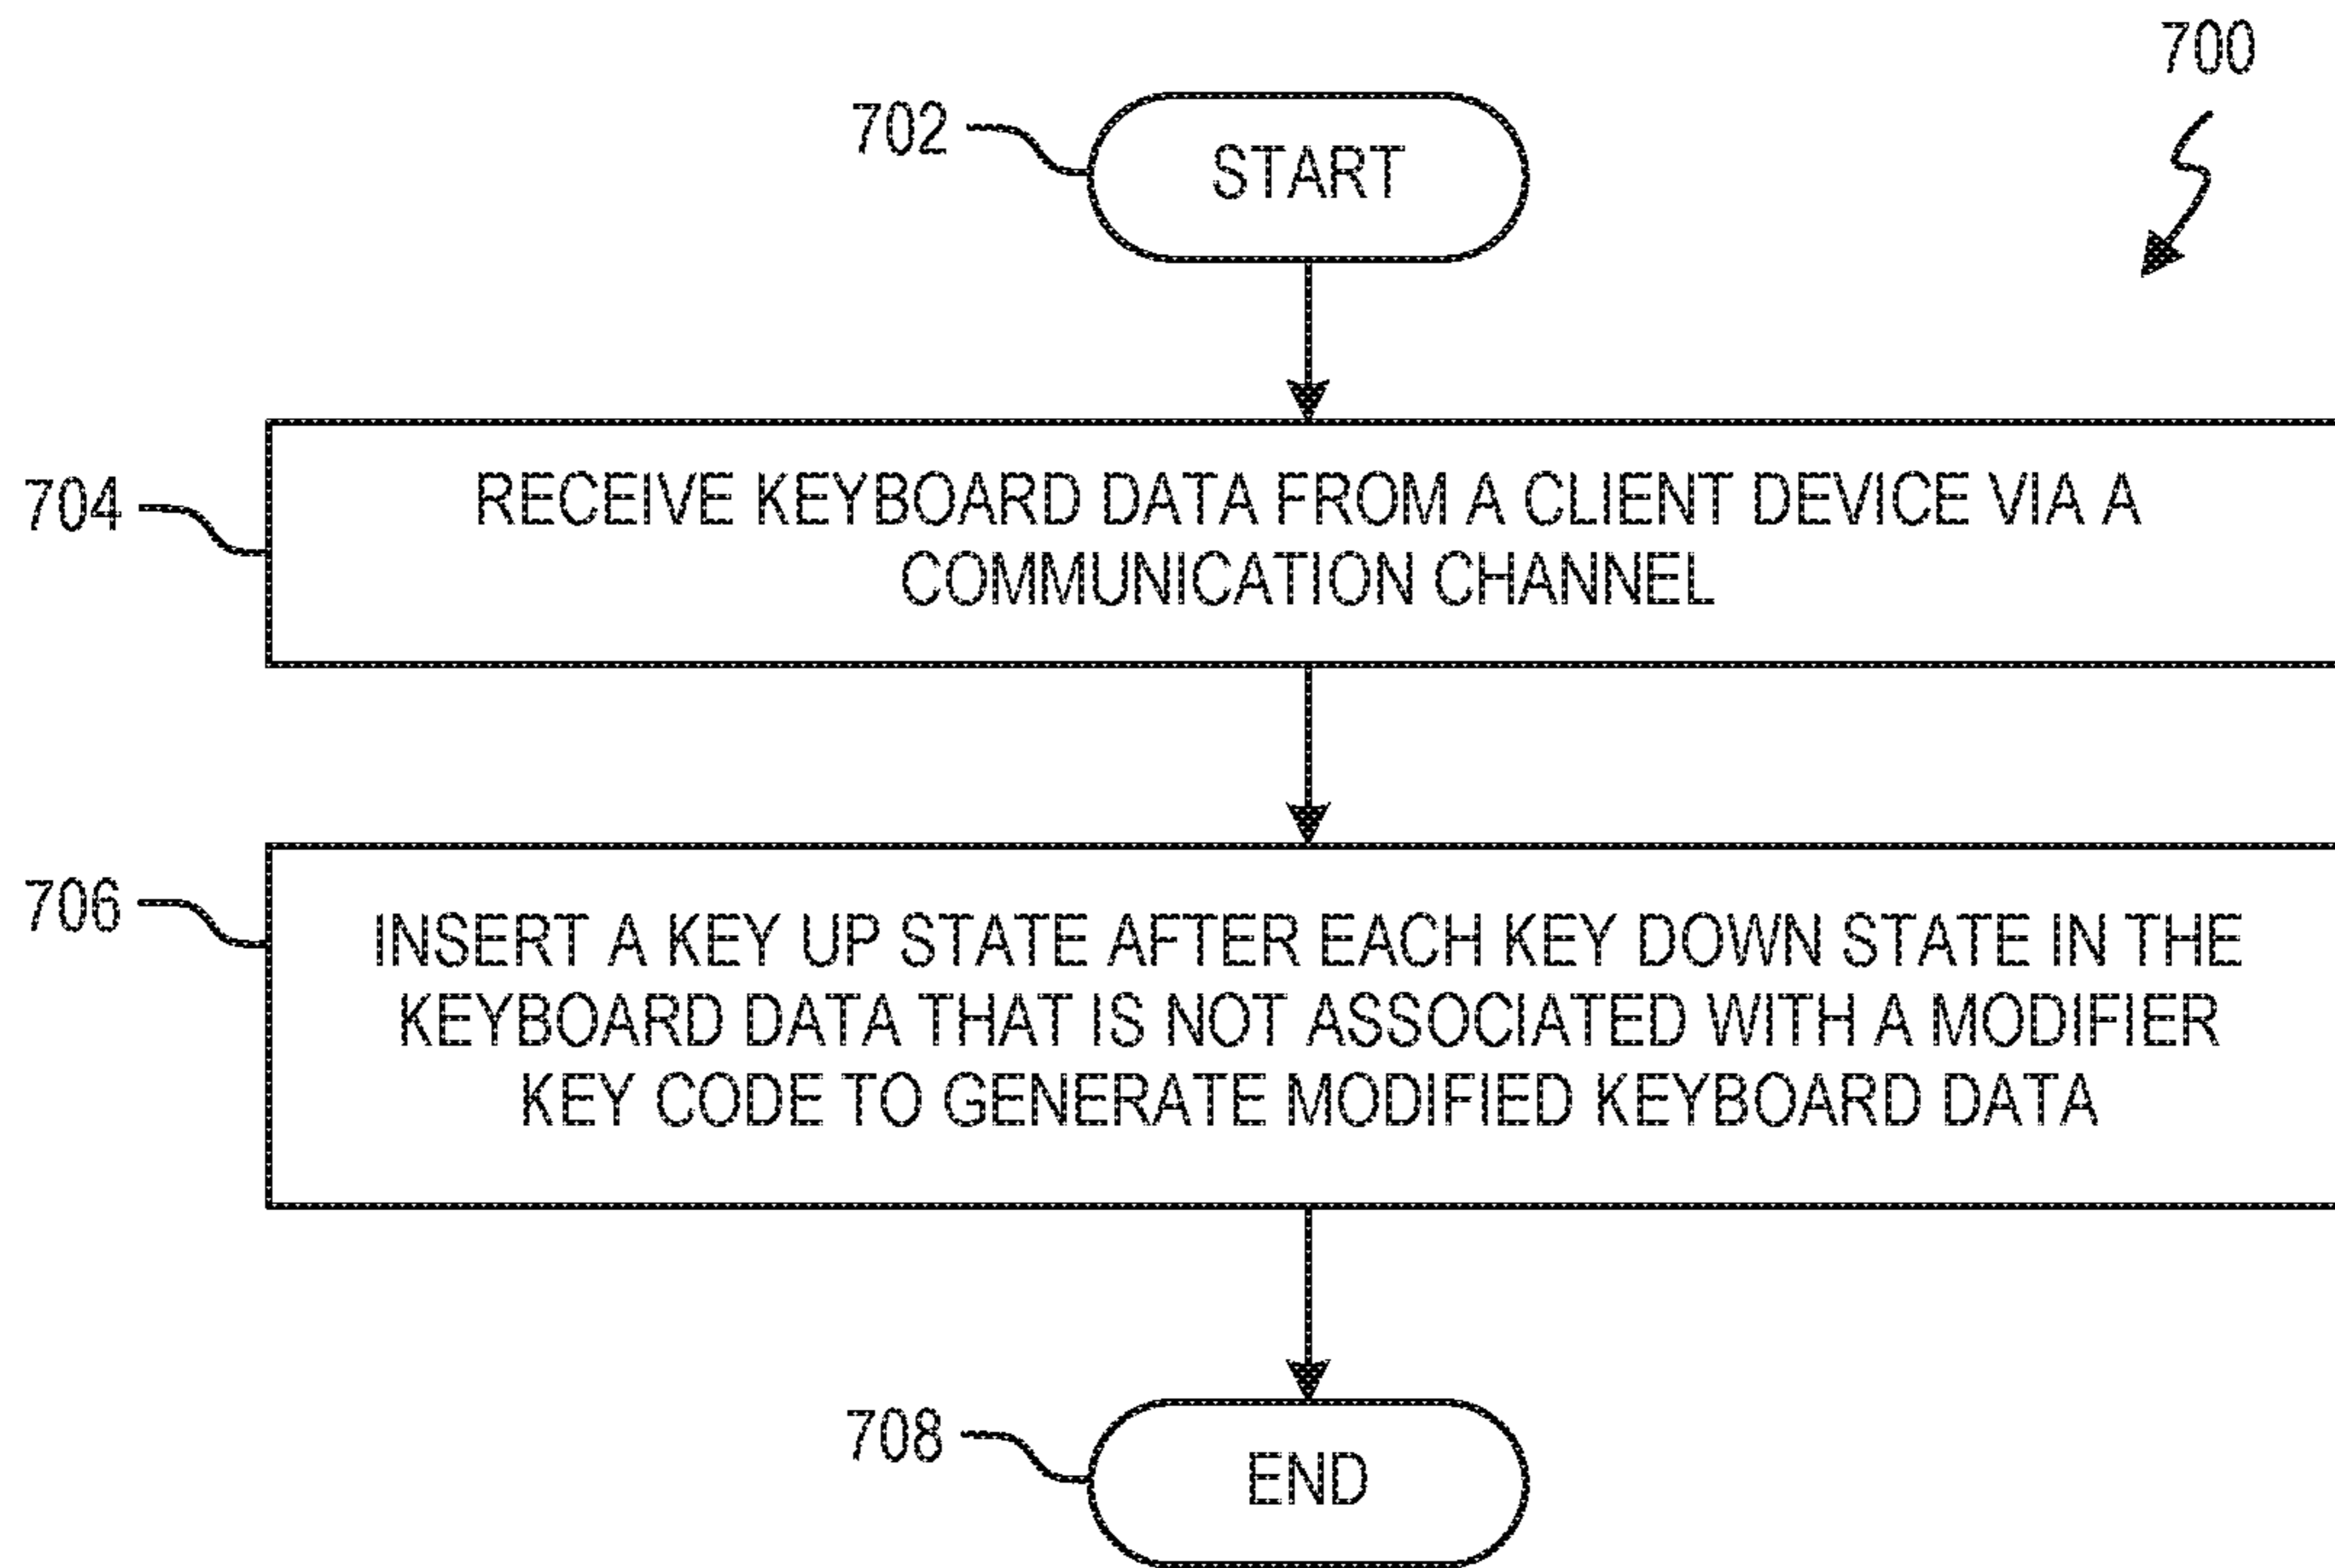 700
702
START
704
RECEIVE KEYBOARD DATA FROM A CLIENT DEVICE VIA A
COMMUNICATION CHANNEL
706
INSERT A KEY UP STATE AFTER EACH KEY DOWN STATE IN THE
KEYBOARD DATA THAT IS NOT ASSOCIATED WITH A MODIFIER
KEY CODE TO GENERATE MODIFIED KEYBOARD DATA
708
END